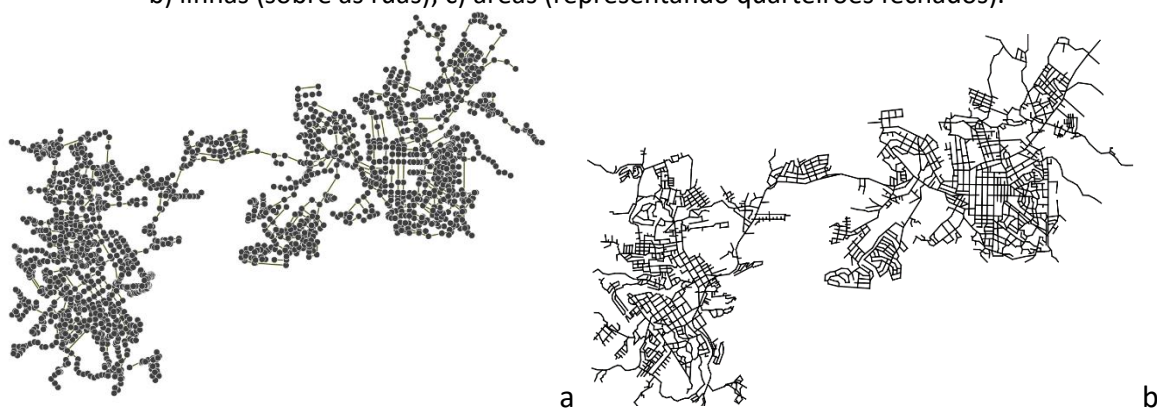 b) linhas (sobre as ruas); c) áreas (representando quarteirões fechados).
a b